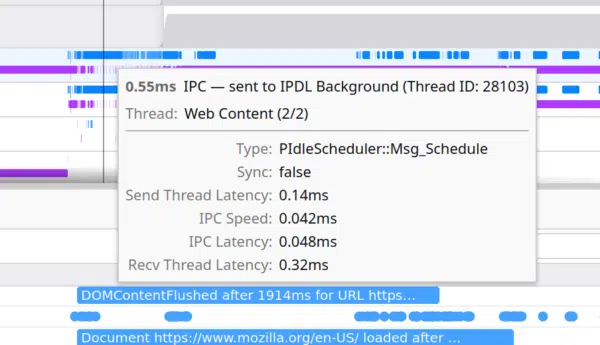 0.55ms IPC — sent to IPDL Background (Thread ID: 28103)
Thread: Web Content (2/2)
Type: PIdleScheduler::Msg_Schedule
Sync: false
Send Thread Latency: 0.14ms
IPC Speed: 0.042ms
IPC Latency: 0.048ms
Recv Thread Latency: 0.32ms
DOMContentFlushed after 1914ms for URL https...
Document https://www.mozilla.org/en-US/ loaded after ...